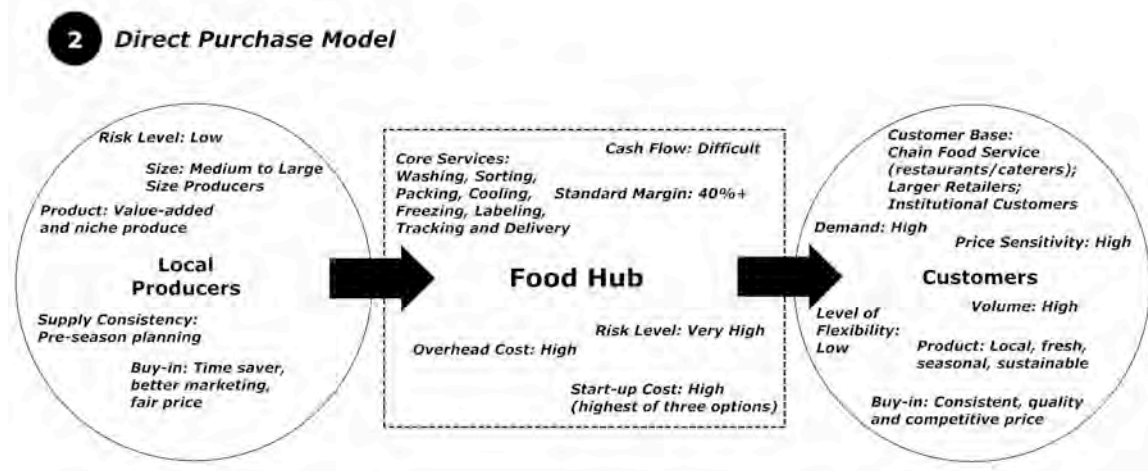 2 Direct Purchase Model
Risk Level: Low
Size: Medium to Large
Size Producers
Product: Value-added
and niche produce
Local
Producers
Supply Consistency:
Pre-season planning
Buy-in: Time saver,
better marketing,
fair price
Cash Flow: Difficult
Core Services:
Washing, Sorting,
Packing, Cooling,
Freezing, Labeling,
Tracking and Delivery
Standard Margin: 40%+
Food Hub
Risk Level: Very High
Overhead Cost: High
Start-up Cost: High
(highest of three options)
Customer Base:
Chain Food Service
(restaurants/caterers);
Larger Retailers;
Institutional Customers
Demand: High
Price Sensitivity: High
Customers
Volume: High
Level of
Flexibility:
Low
Product: Local, fresh,
seasonal, sustainable
Buy-in: Consistent, quality
and competitive price